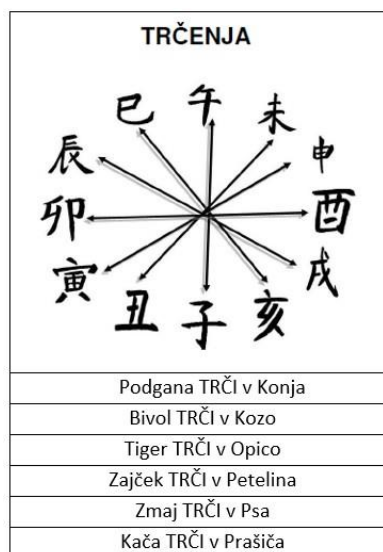 TRČENJA
巳 午 未
辰 申
卯 酉
寅 戌
丑 子 亥
Podgana TRČI v Konja
Bivol TRČI v Kozo
Tiger TRČI v Opico
Zajček TRČI v Petelina
Zmaj TRČI v Psa
Kača TRČI v Prašiča